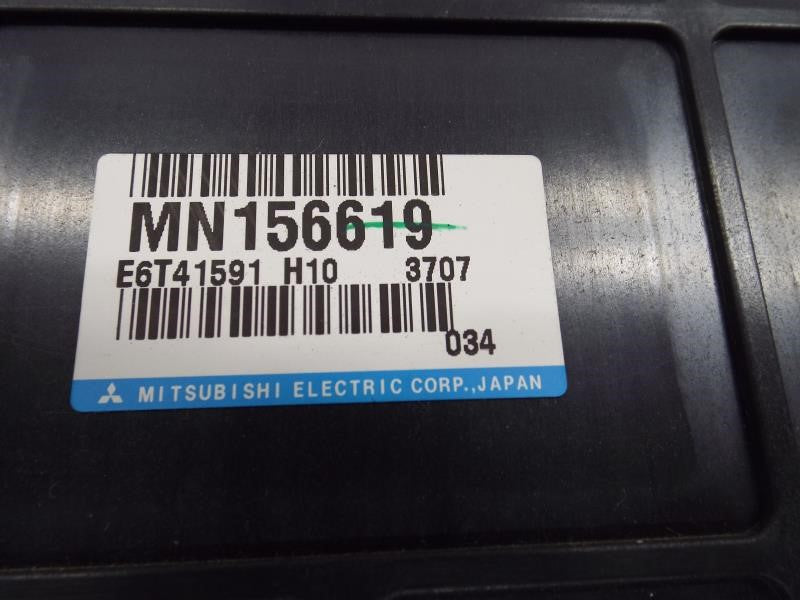 MN156619
E6T41591 H10 3707
034
MITSUBISHI ELECTRIC CORP.,JAPAN